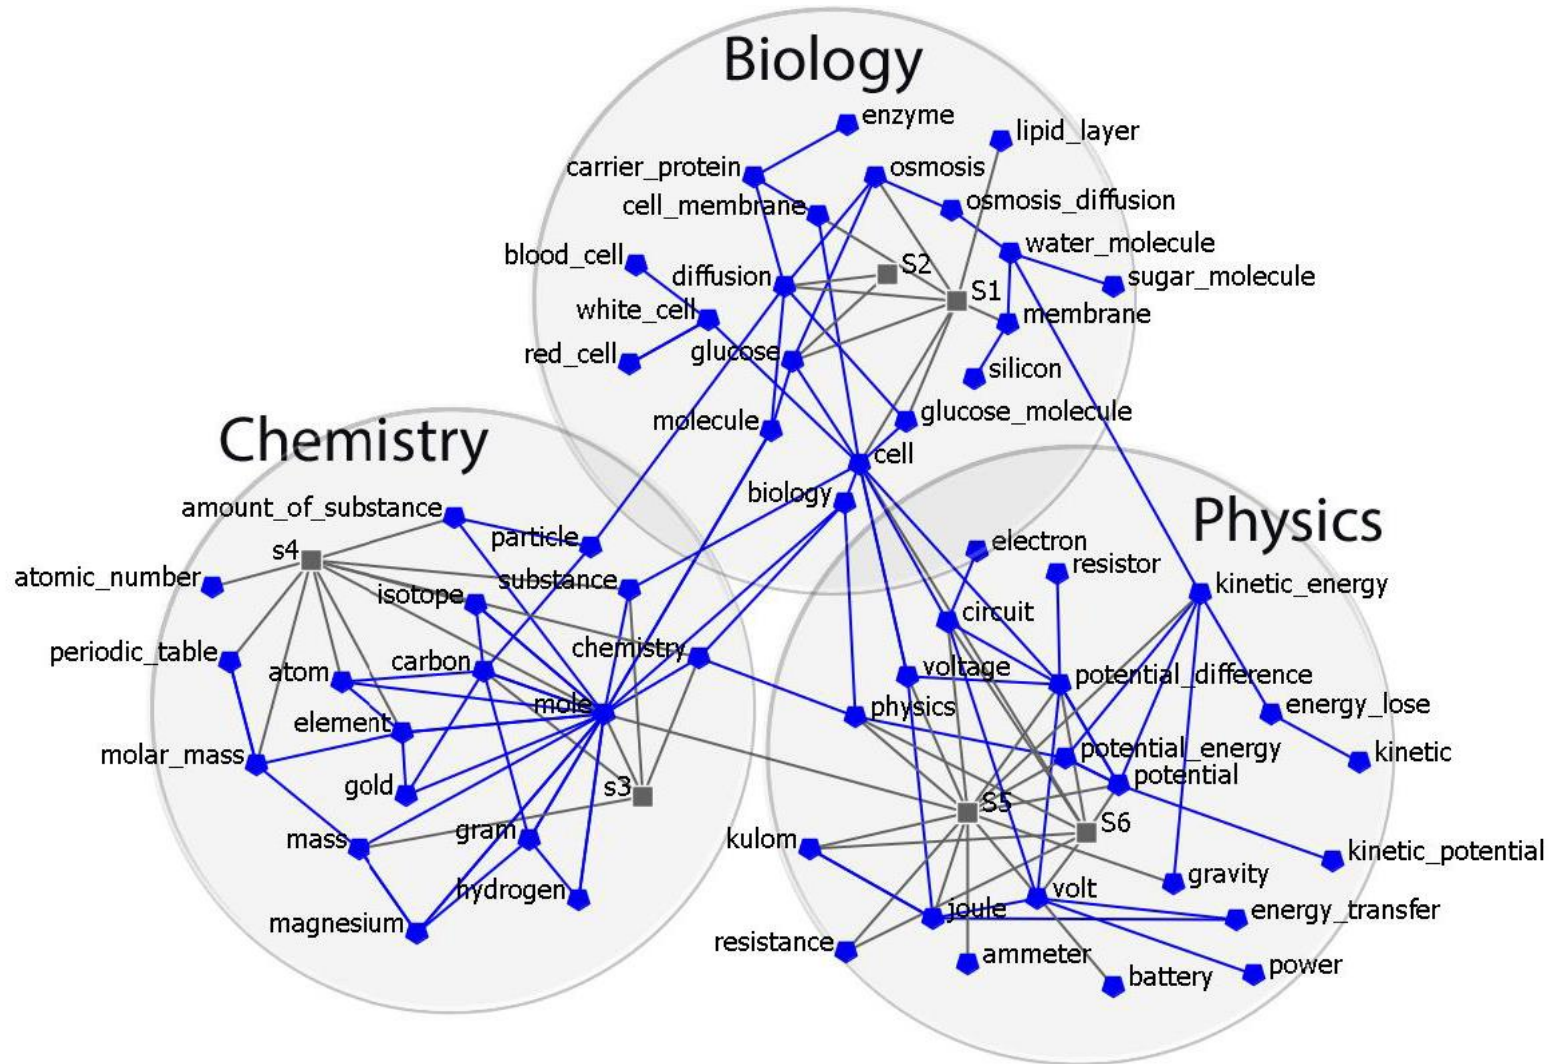 Biology
enzyme
lipid_layer
carrier_protein
osmosis
cell_membrane
osmosis_diffusion
blood_cell
water_molecule
S2
diffusion
sugar_molecule
S1
white_cell
membrane
red_cell
glucose
silicon
molecule
glucose_molecule
Chemistry
cell
biology
amount_of_substance
Physics
particle
electron
s4
resistor
atomic_number
substance
kinetic_energy
isotope
circuit
periodic_table
chemistry
atom
carbon
voltage
potential_difference
mole
physics
energy_lose
element
molar_mass
potential_energy
kinetic
gold
s3
potential
S5
S6
mass
gram
kulom
kinetic_potential
gravity
hydrogen
volt
joule
energy_transfer
magnesium
resistance
ammeter
battery
power